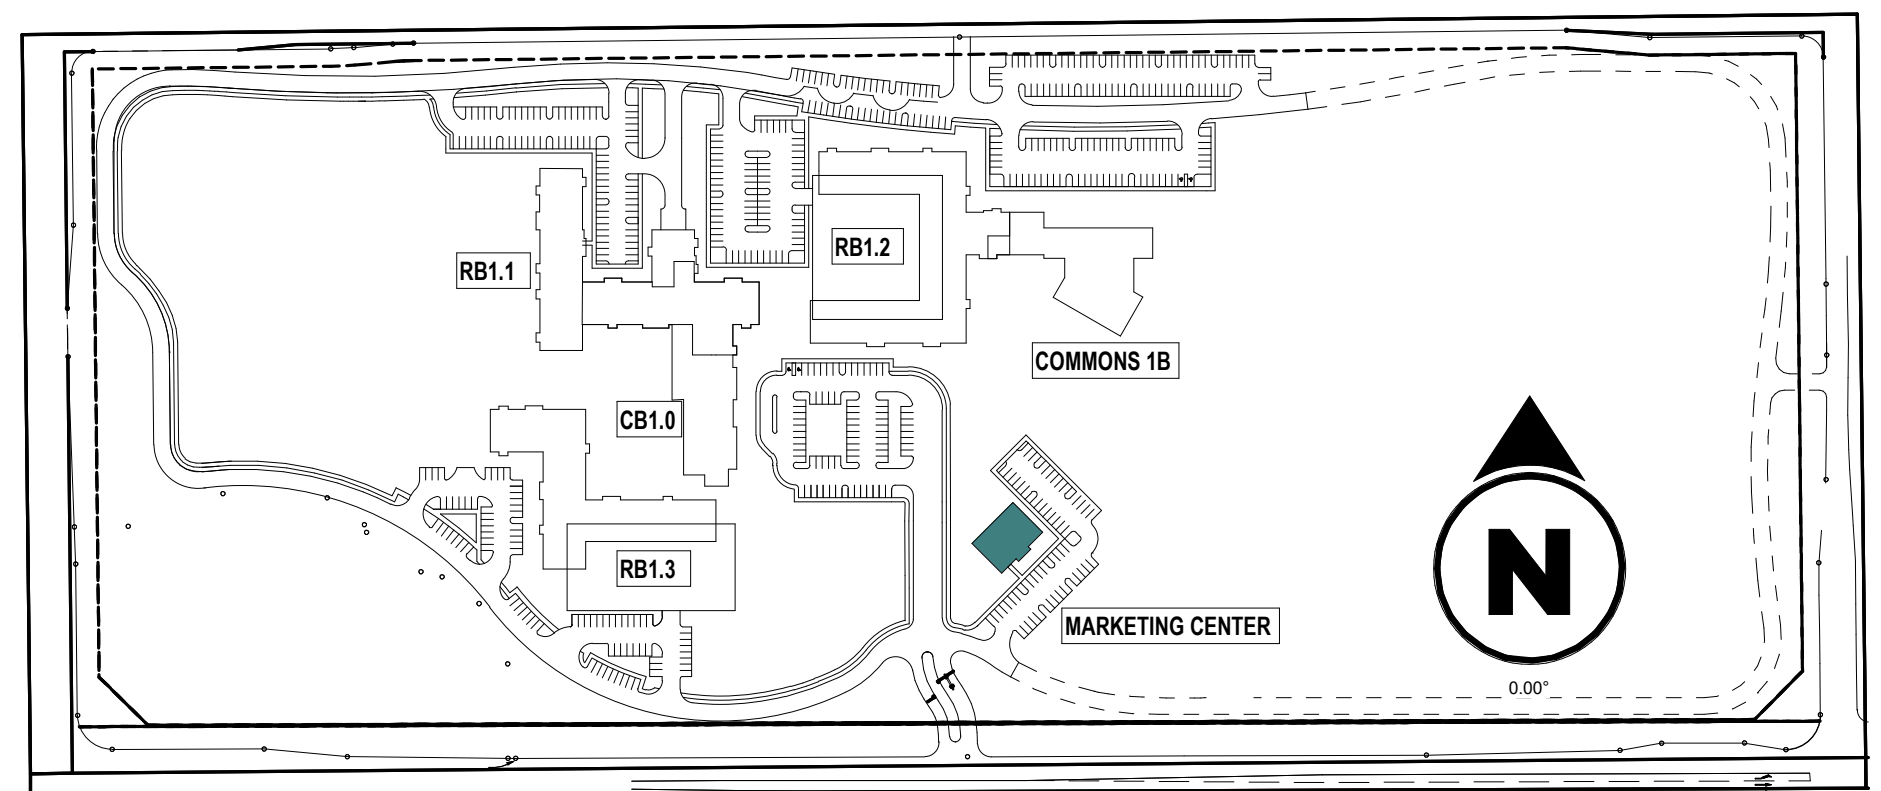 RB1.2
RB1.1
COMMONS 1B
CB1.0
N
RB1.3
MARKETING CENTER
0.00°